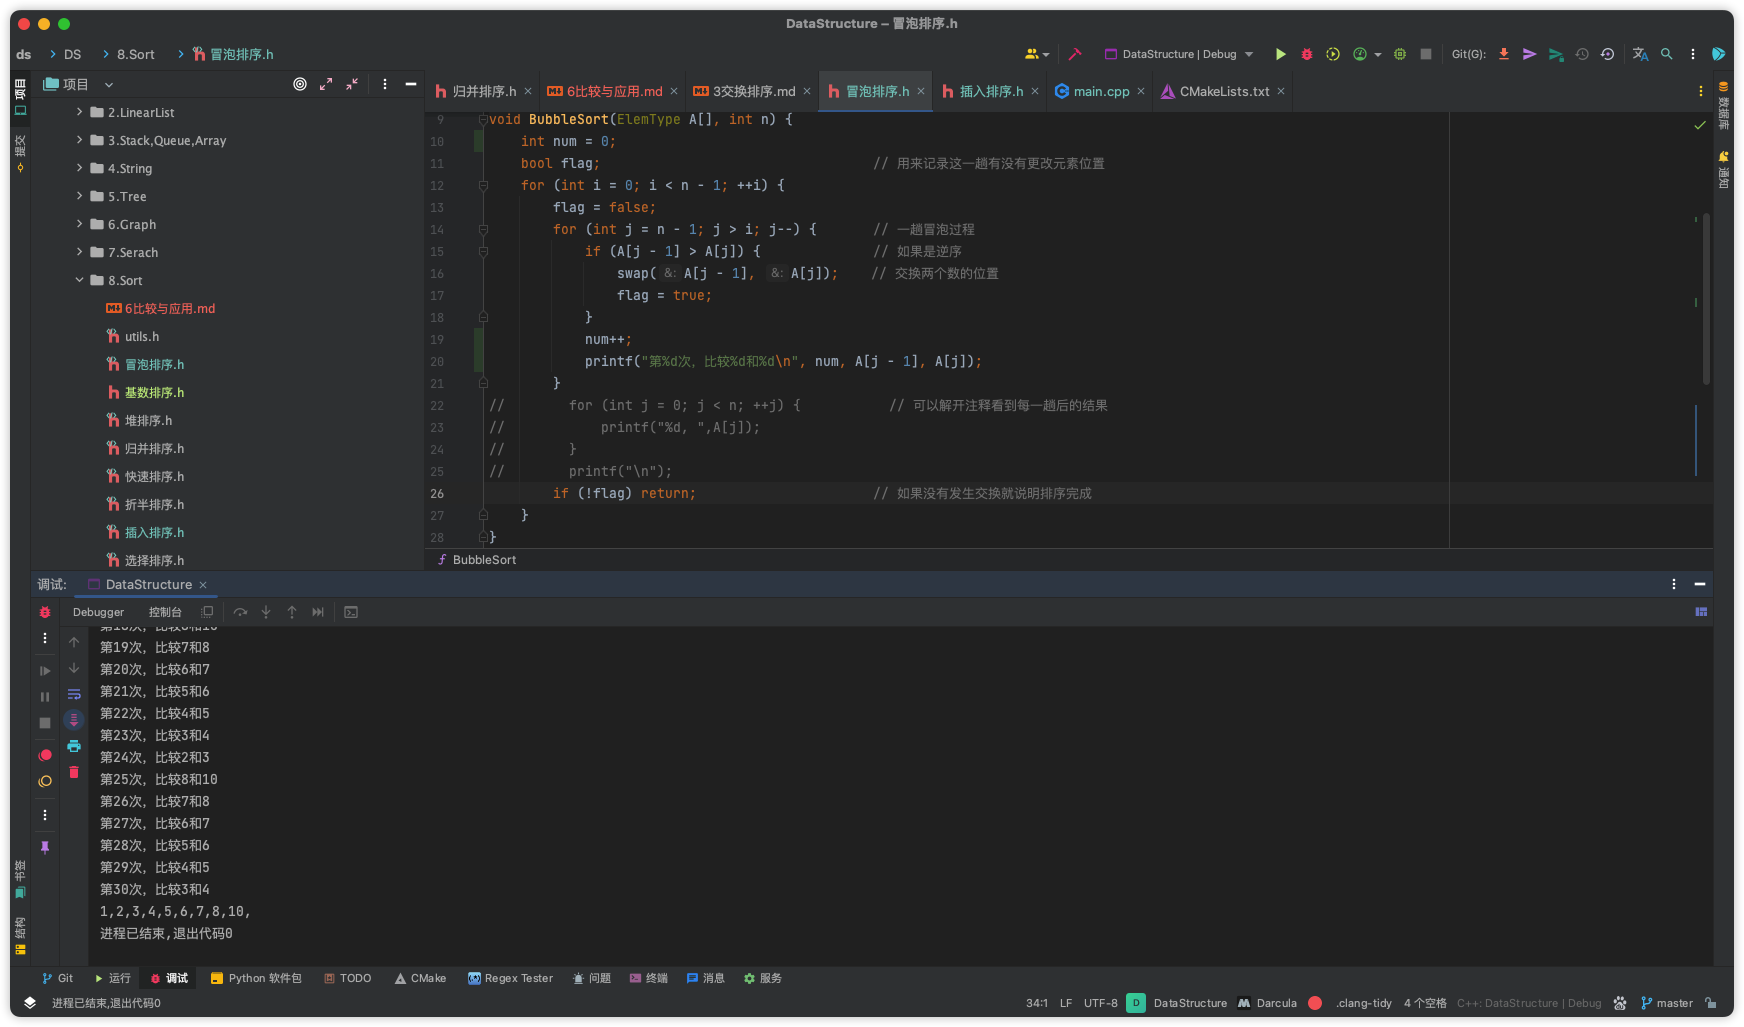 DataStructure – 冒泡排序.h
ds DS 8.Sort 冒泡排序.h
DataStructure | Debug
Git(G):
项目
提交
书签
结构
数据库
通知
项目
2.LinearList
3.Stack,Queue,Array
4.String
5.Tree
6.Graph
7.Serach
8.Sort
6比较与应用.md
utils.h
冒泡排序.h
基数排序.h
堆排序.h
归并排序.h
快速排序.h
折半排序.h
插入排序.h
选择排序.h
归并排序.h 6比较与应用.md 3交换排序.md 冒泡排序.h 插入排序.h main.cpp CMakeLists.txt
9 void BubbleSort(ElemType A[], int n) {
10 int num = 0;
11 bool flag; // 用来记录这一趟有没有更改元素位置
12 for (int i = 0; i < n - 1; ++i) {
13 flag = false;
14 for (int j = n - 1; j > i; j--) { // 一趟冒泡过程
15 if (A[j - 1] > A[j]) { // 如果是逆序
16 swap( &: A[j - 1], &: A[j]); // 交换两个数的位置
17 flag = true;
18 }
19 num++;
20 printf("第%d次，比较%d和%d\n", num, A[j - 1], A[j]);
21 }
22 // for (int j = 0; j < n; ++j) { // 可以解开注释看到每一趟后的结果
23 // printf("%d, ",A[j]);
24 // }
25 // printf("\n");
26 if (!flag) return; // 如果没有发生交换就说明排序完成
27 }
28 }
BubbleSort
调试: DataStructure
Debugger 控制台
第19次，比较7和8
第20次，比较6和7
第21次，比较5和6
第22次，比较4和5
第23次，比较3和4
第24次，比较2和3
第25次，比较8和10
第26次，比较7和8
第27次，比较6和7
第28次，比较5和6
第29次，比较4和5
第30次，比较3和4
1,2,3,4,5,6,7,8,10,
进程已结束,退出代码0
Git 运行 调试 Python 软件包 TODO CMake Regex Tester 问题 终端 消息 服务
进程已结束,退出代码0
34:1 LF UTF-8 D DataStructure Darcula .clang-tidy 4 个空格 C++: DataStructure | Debug master